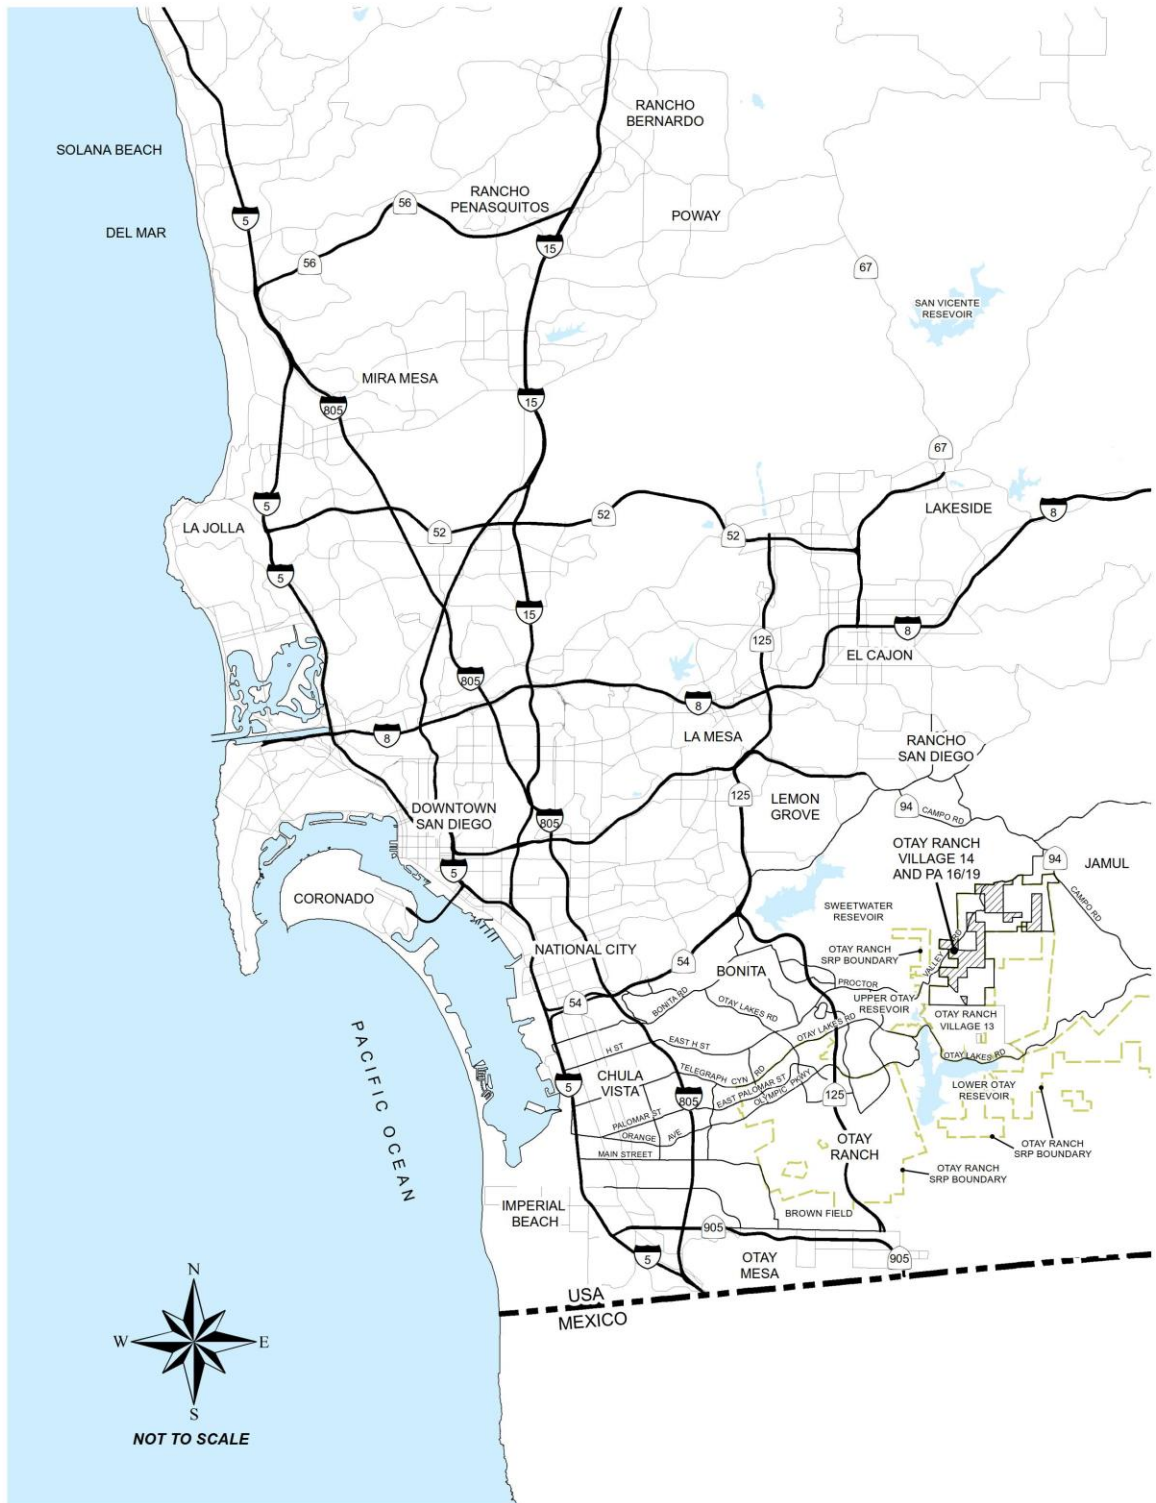 RANCHO
BERNARDO
SOLANA BEACH
RANCHO
PENASQUITOS
56
5
POWAY
DEL MAR
15
56
67
SAN VICENTE
RESEVOIR
MIRA MESA
15
805
67
5
LAKESIDE
8
52
LA JOLLA
52
52
5
15
8
125
EL CAJON
805
8
8
LA MESA
RANCHO
SAN DIEGO
125
LEMON
GROVE
94
CAMPO RD
DOWNTOWN
SAN DIEGO
805
OTAY RANCH
VILLAGE 14
AND PA 16/19
94
JAMUL
5
CORONADO
CAMPO RD
SWEETWATER
RESEVOIR
NATIONAL CITY
OTAY RANCH
SRP BOUNDARY
VALLEY RD
54
BONITA
PROCTOR
54
BONITA RD
OTAY LAKES RD
UPPER OTAY
RESEVOIR
OTAY RANCH
VILLAGE 13
OTAY LAKES RD
H ST
EAST H ST
OTAY LAKES RD
TELEGRAPH CYN RD
CHULA
VISTA
5
EAST PALOMAR ST
OLYMPIC PKWY
LOWER OTAY
RESEVOIR
805
125
PALOMAR ST
ORANGE AVE
OTAY
RANCH
OTAY RANCH
SRP BOUNDARY
MAIN STREET
OTAY RANCH
SRP BOUNDARY
PACIFIC OCEAN
IMPERIAL
BEACH
BROWN FIELD
905
5
OTAY
MESA
905
USA
MEXICO
N
W
E
S
NOT TO SCALE